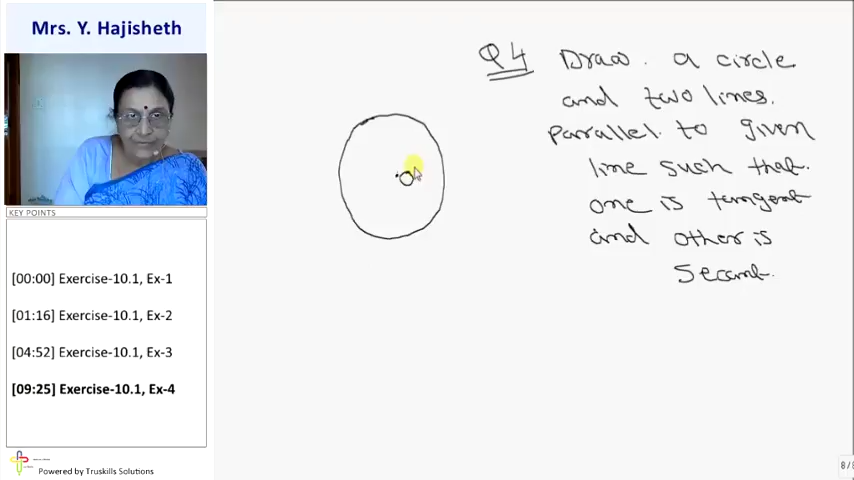 Mrs. Y. Hajisheth
KEY POINTS
[00:00] Exercise-10.1, Ex-1
[01:16] Exercise-10.1, Ex-2
[04:52] Exercise-10.1, Ex-3
[09:25] Exercise-10.1, Ex-4
Powered by Truskills Solutions
Q4 Draw a circle
and two lines.
parallel to given
line such that
one is tangent
and other is
secant.
O
8/8